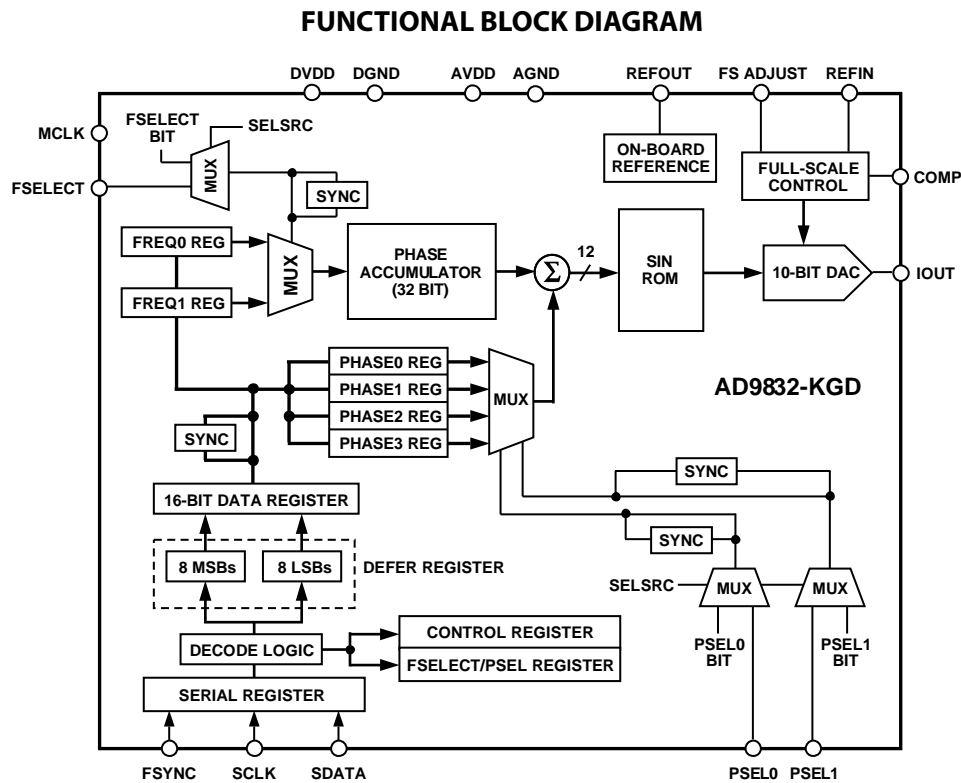 FUNCTIONAL BLOCK DIAGRAM
DVDD
DGND
AVDD
AGND
REFOUT
FS ADJUST
REFIN
MCLK
FSELECT
BIT
SELSRC
MUX
FSELECT
SYNC
ON-BOARD
REFERENCE
FULL-SCALE
CONTROL
COMP
FREQ0 REG
FREQ1 REG
MUX
PHASE
ACCUMULATOR
(32 BIT)
Σ
12
SIN
ROM
10-BIT DAC
IOUT
PHASE0 REG
PHASE1 REG
PHASE2 REG
PHASE3 REG
MUX
AD9832-KGD
SYNC
SYNC
16-BIT DATA REGISTER
SYNC
8 MSBs
8 LSBs
DEFER REGISTER
SELSRC
MUX
MUX
DECODE LOGIC
CONTROL REGISTER
FSELECT/PSEL REGISTER
PSEL0
BIT
PSEL1
BIT
SERIAL REGISTER
FSYNC
SCLK
SDATA
PSEL0
PSEL1